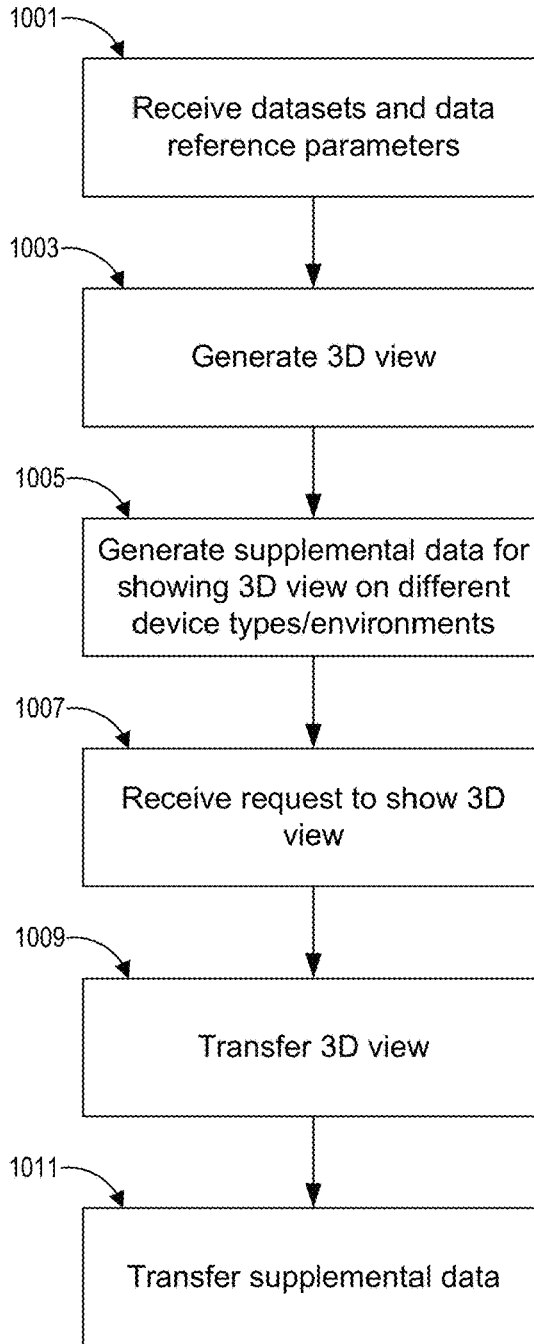 1001
Receive datasets and data
reference parameters
1003
Generate 3D view
1005
Generate supplemental data for
showing 3D view on different
device types/environments
1007
Receive request to show 3D
view
1009
Transfer 3D view
1011
Transfer supplemental data